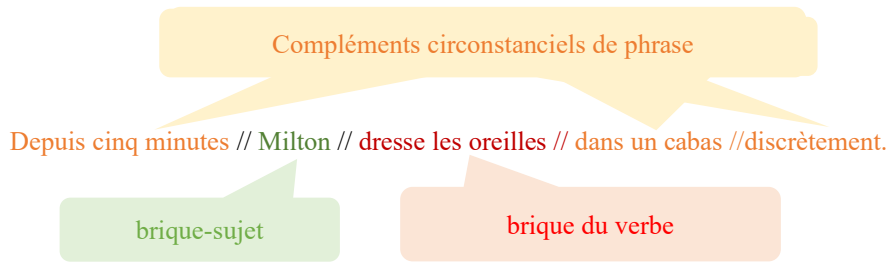 Compléments circonstanciels de phrase
Depuis cinq minutes // Milton // dresse les oreilles // dans un cabas //discrètement.
brique-sujet
brique du verbe